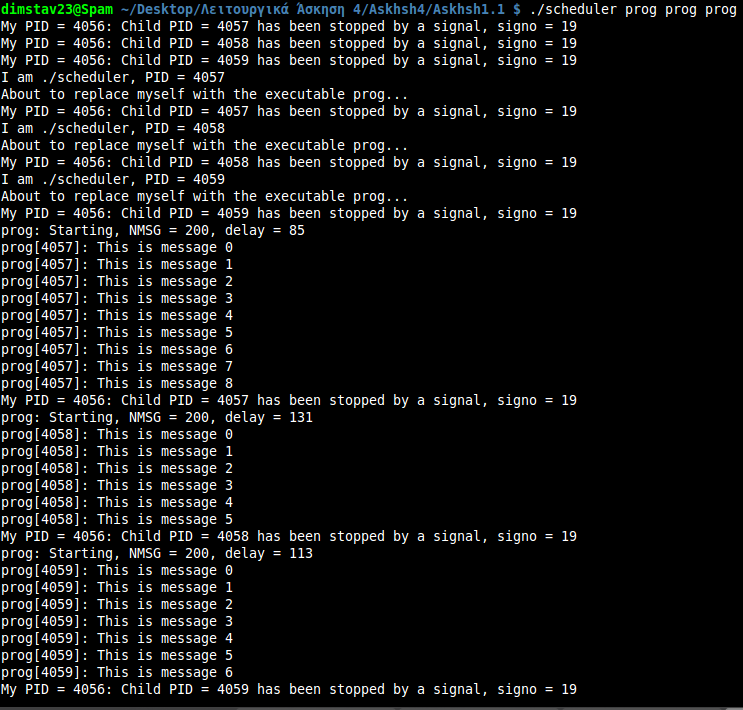 dimstav23@Spam ~/Desktop/Λειτουργικά Άσκηση 4/Askhsh4/Askhsh1.1 $ ./scheduler prog prog prog
My PID = 4056: Child PID = 4057 has been stopped by a signal, signo = 19
My PID = 4056: Child PID = 4058 has been stopped by a signal, signo = 19
My PID = 4056: Child PID = 4059 has been stopped by a signal, signo = 19
I am ./scheduler, PID = 4057
About to replace myself with the executable prog...
My PID = 4056: Child PID = 4057 has been stopped by a signal, signo = 19
I am ./scheduler, PID = 4058
About to replace myself with the executable prog...
My PID = 4056: Child PID = 4058 has been stopped by a signal, signo = 19
I am ./scheduler, PID = 4059
About to replace myself with the executable prog...
My PID = 4056: Child PID = 4059 has been stopped by a signal, signo = 19
prog: Starting, NMSG = 200, delay = 85
prog[4057]: This is message 0
prog[4057]: This is message 1
prog[4057]: This is message 2
prog[4057]: This is message 3
prog[4057]: This is message 4
prog[4057]: This is message 5
prog[4057]: This is message 6
prog[4057]: This is message 7
prog[4057]: This is message 8
My PID = 4056: Child PID = 4057 has been stopped by a signal, signo = 19
prog: Starting, NMSG = 200, delay = 131
prog[4058]: This is message 0
prog[4058]: This is message 1
prog[4058]: This is message 2
prog[4058]: This is message 3
prog[4058]: This is message 4
prog[4058]: This is message 5
My PID = 4056: Child PID = 4058 has been stopped by a signal, signo = 19
prog: Starting, NMSG = 200, delay = 113
prog[4059]: This is message 0
prog[4059]: This is message 1
prog[4059]: This is message 2
prog[4059]: This is message 3
prog[4059]: This is message 4
prog[4059]: This is message 5
prog[4059]: This is message 6
My PID = 4056: Child PID = 4059 has been stopped by a signal, signo = 19